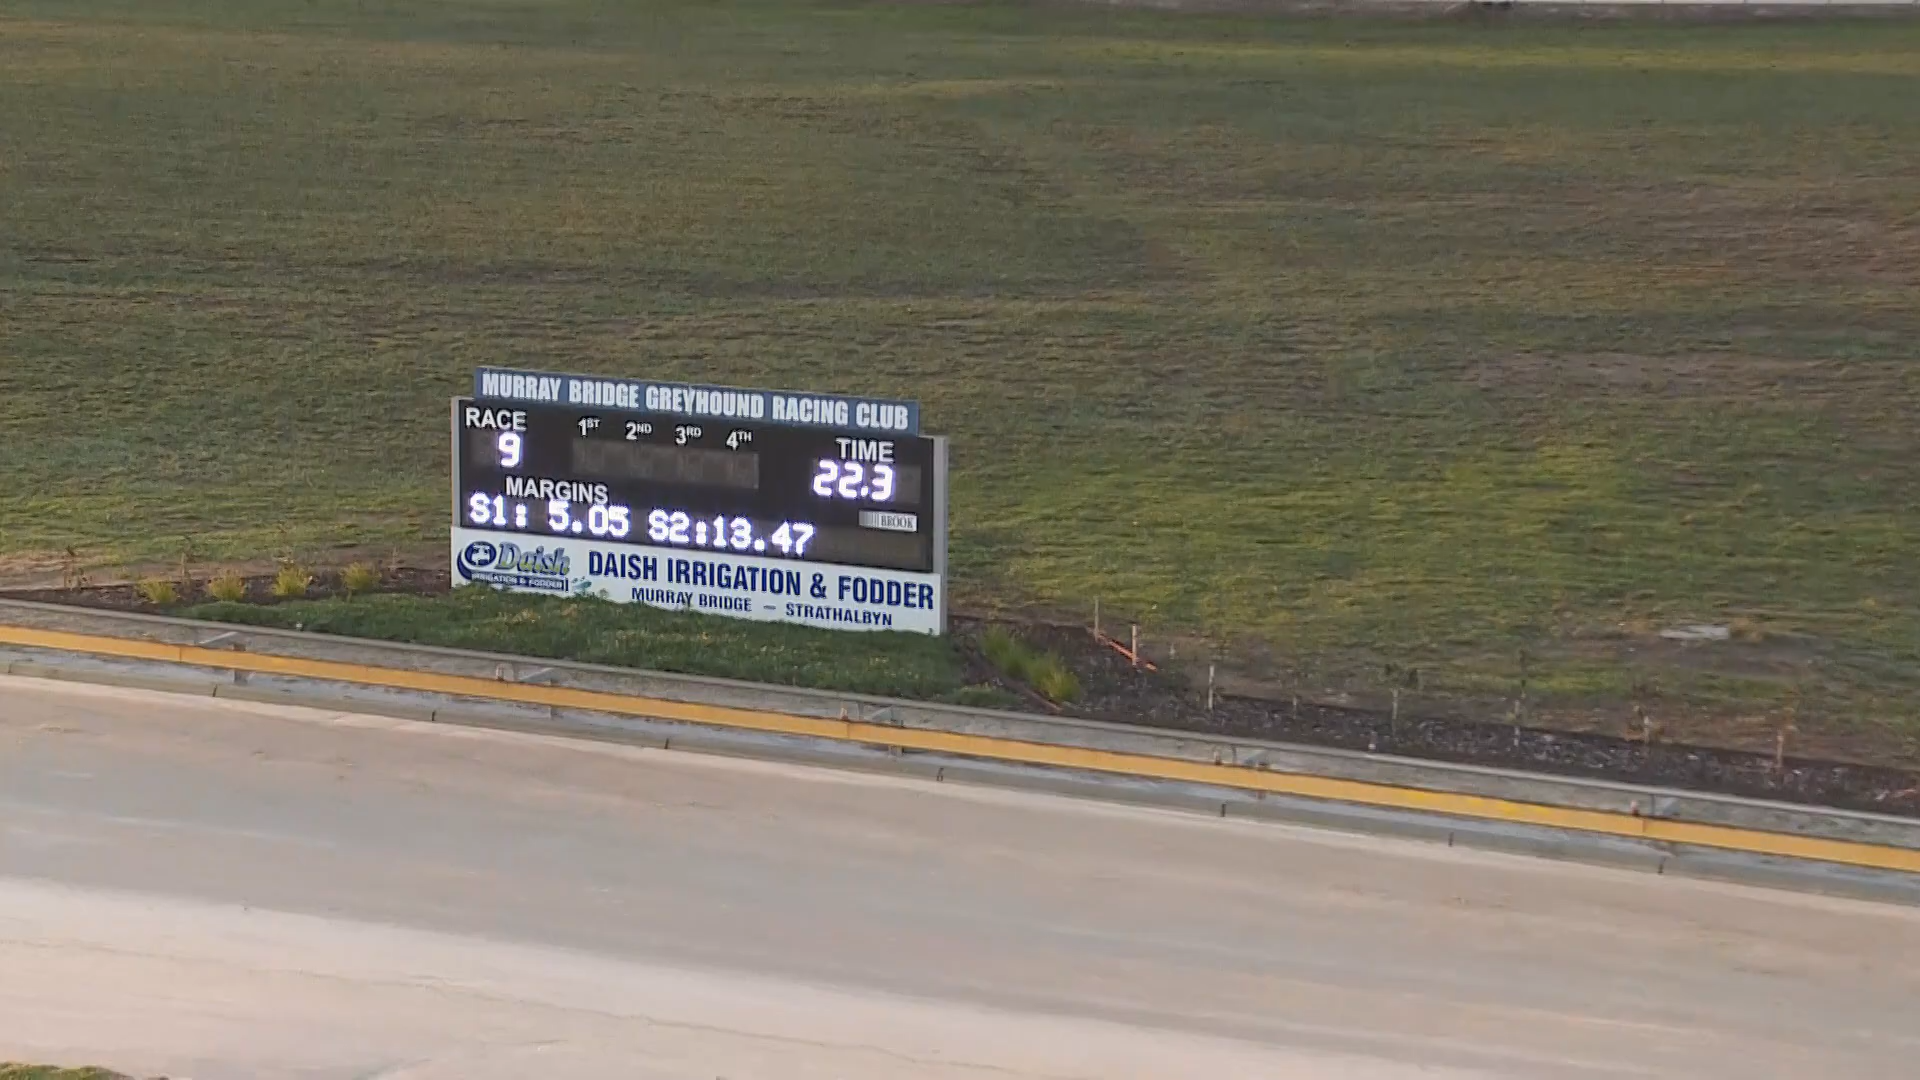 MURRAY BRIDGE GREYHOUND RACING CLUB
RACE 1ST 2ND 3RD 4TH TIME
9 22.3
MARGINS
S1: 5.05 S2:13.47
BROOK
Daish
IRRIGATION & FODDER
DAISH IRRIGATION & FODDER
MURRAY BRIDGE – STRATHALBYN